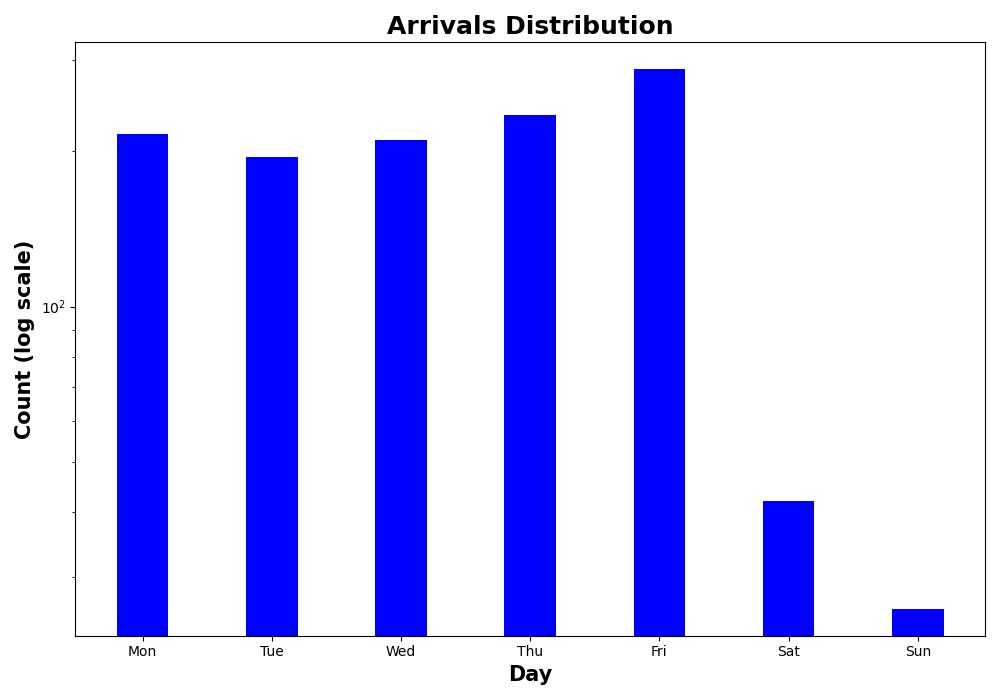 Arrivals Distribution
Count (log scale)
10²
Mon Tue Wed Thu Fri Sat Sun
Day